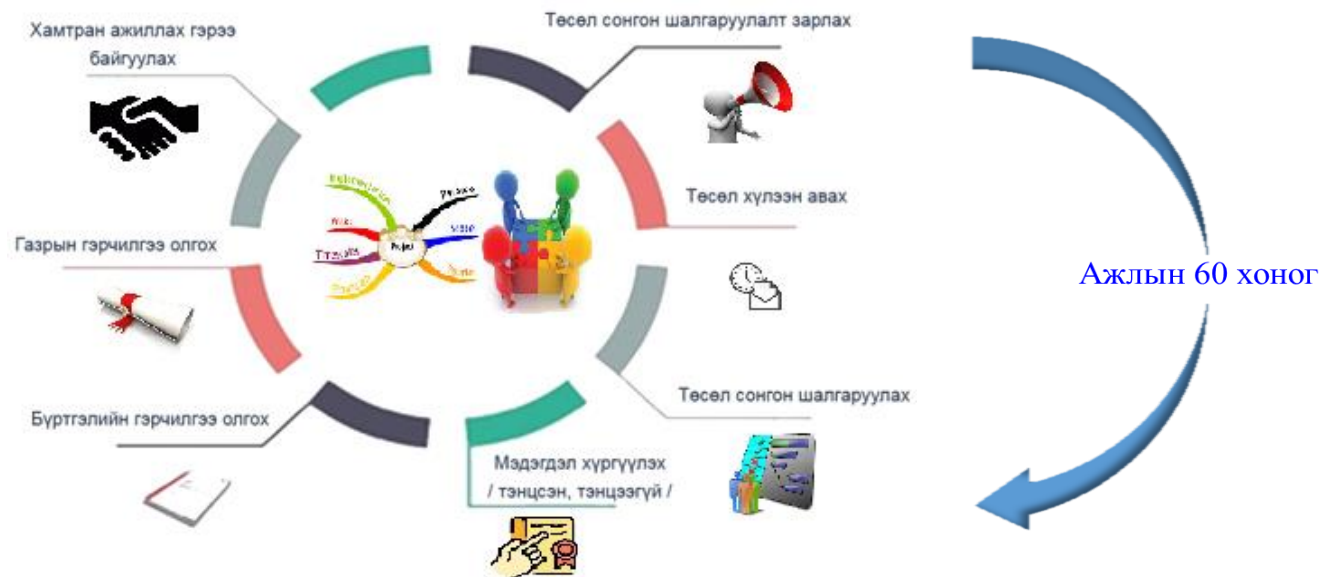 Төсөл сонгон шалгаруулалт зарлах
Төсөл хүлээн авах
Төсөл сонгон шалгаруулах
Мэдэгдэл хүргүүлэх
/ тэнцсэн, тэнцээгүй /
Бүртгэлийн гэрчилгээ олгох
Газрын гэрчилгээ олгох
Хамтран ажиллах гэрээ
байгуулах
Ажлын 60 хоног